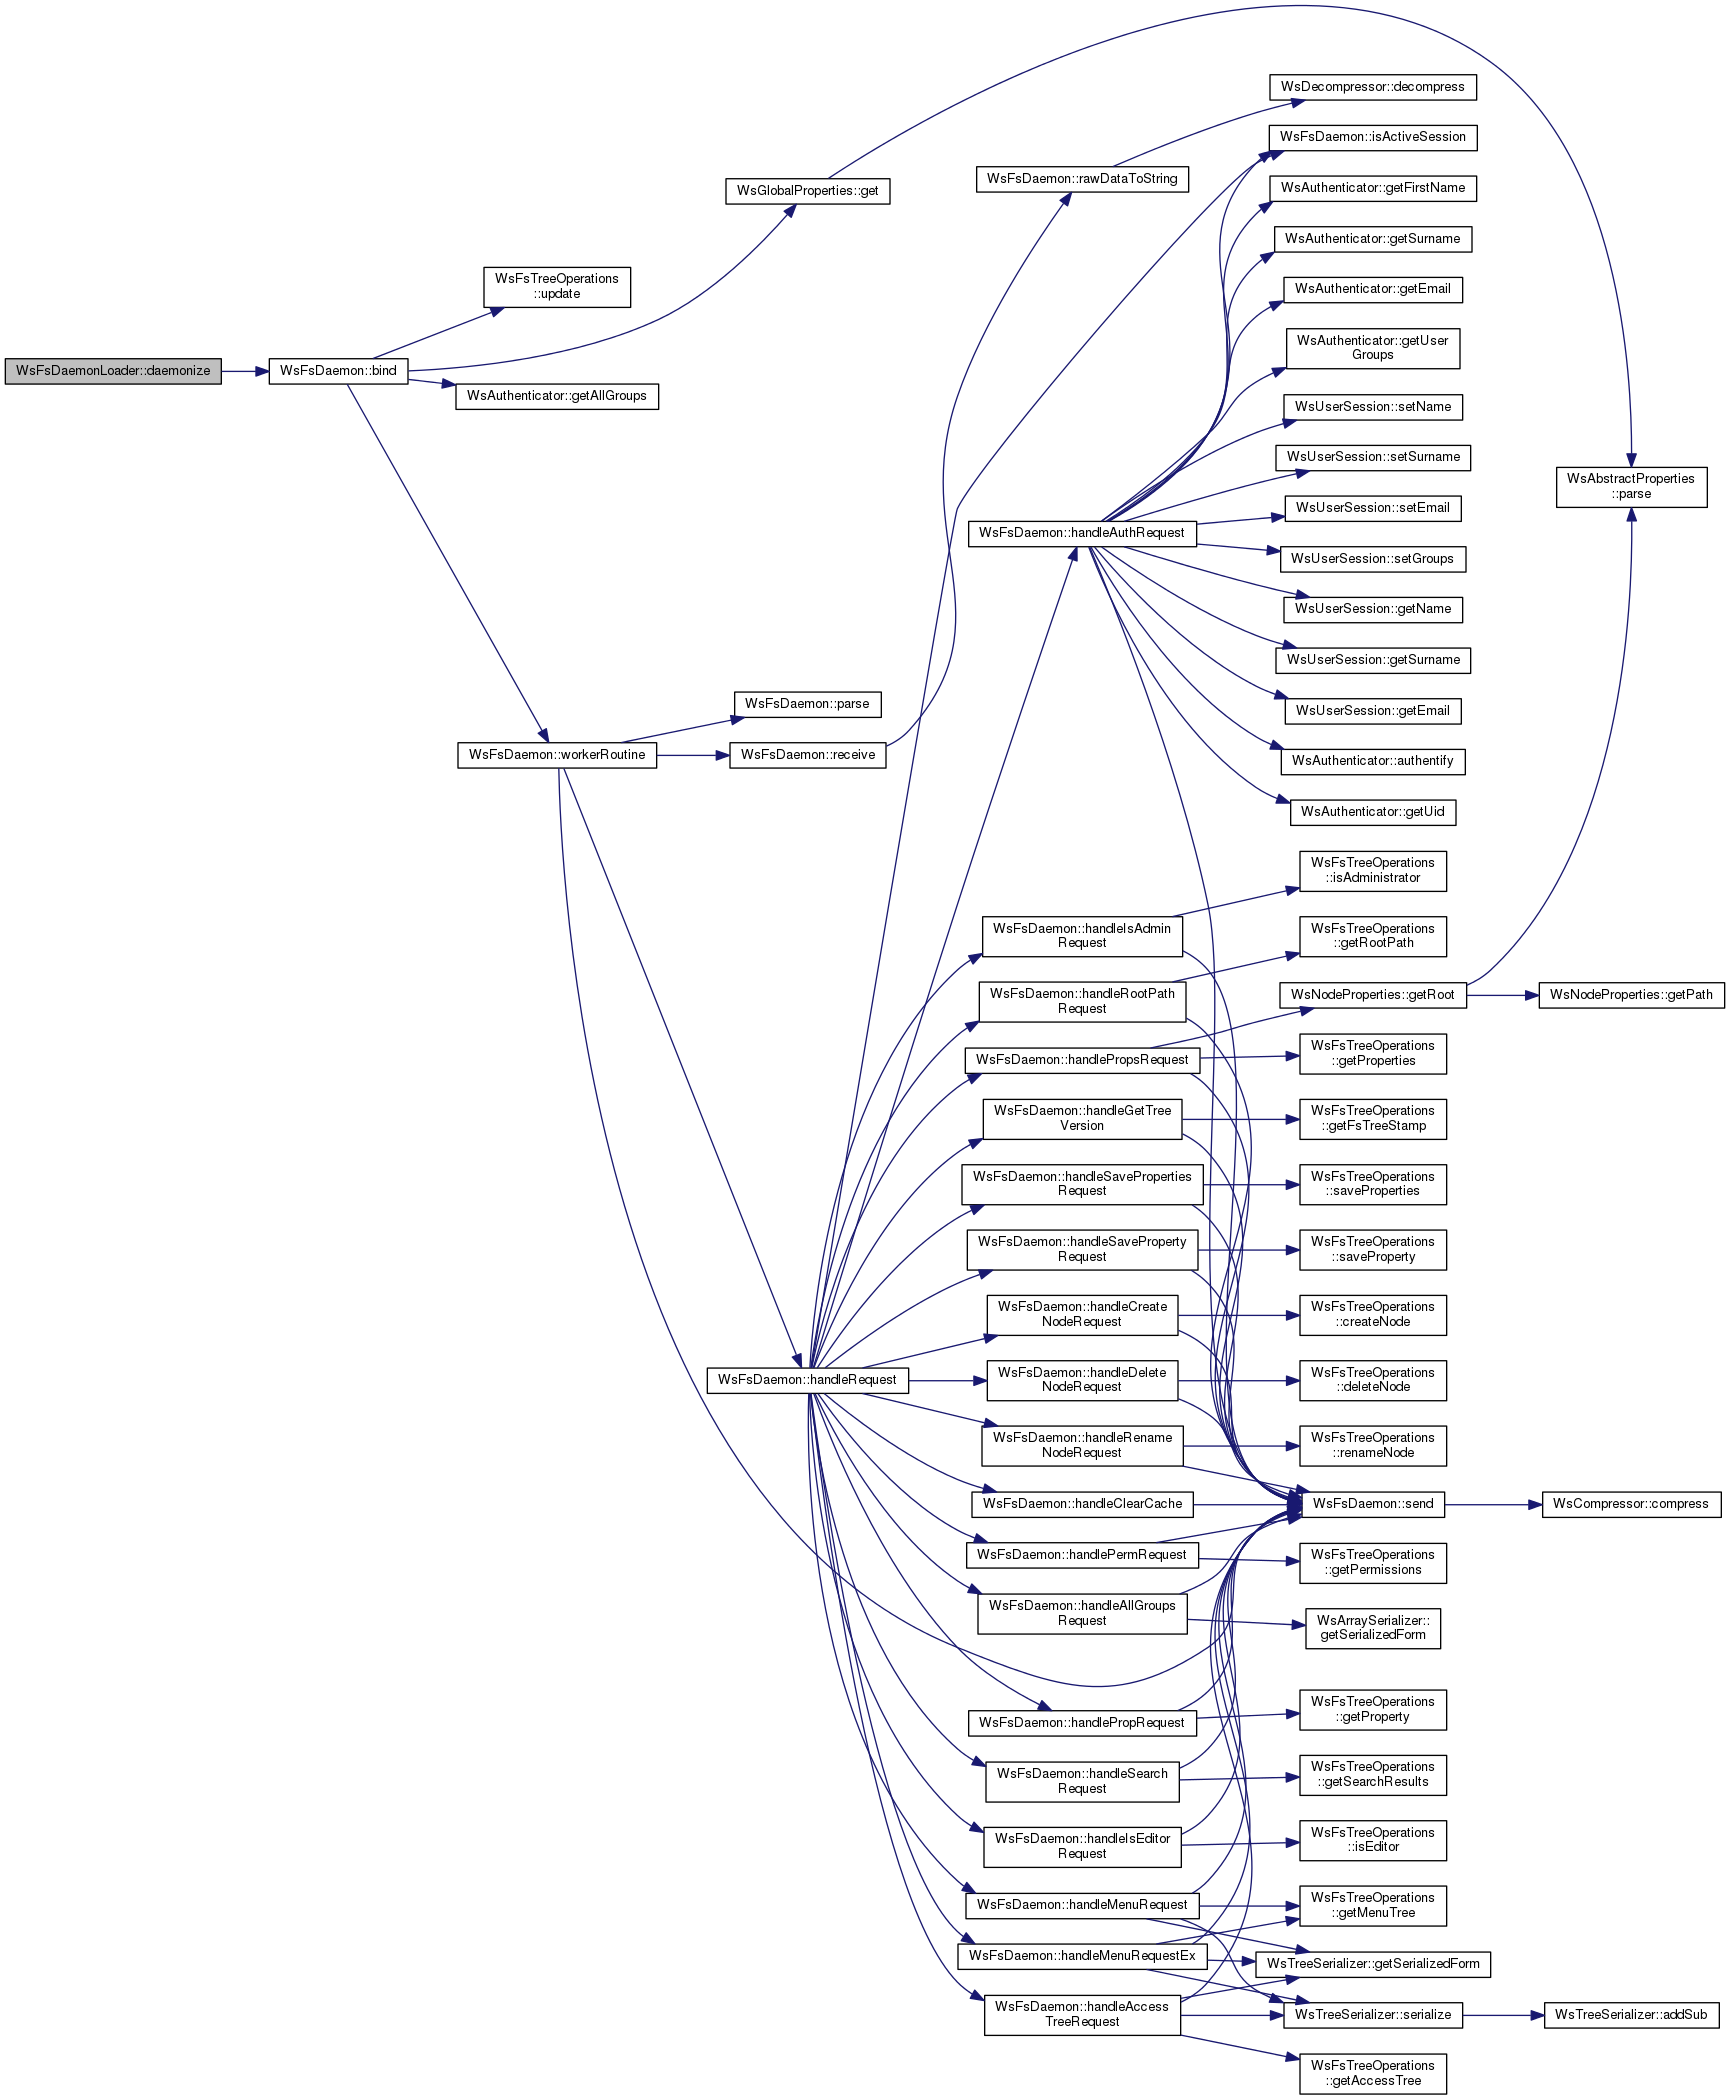 WsFsDaemonLoader::daemonize
WsFsDaemon::bind
WsFsTreeOperations
::update
WsAuthenticator::getAllGroups
WsFsDaemon::workerRoutine
WsGlobalProperties::get
WsFsDaemon::parse
WsFsDaemon::receive
WsFsDaemon::handleRequest
WsFsDaemon::rawDataToString
WsFsDaemon::handleAuthRequest
WsFsDaemon::handleIsAdmin
Request
WsFsDaemon::handleRootPath
Request
WsFsDaemon::handlePropsRequest
WsFsDaemon::handleGetTree
Version
WsFsDaemon::handleSaveProperties
Request
WsFsDaemon::handleSaveProperty
Request
WsFsDaemon::handleCreate
NodeRequest
WsFsDaemon::handleDelete
NodeRequest
WsFsDaemon::handleRename
NodeRequest
WsFsDaemon::handleClearCache
WsFsDaemon::handlePermRequest
WsFsDaemon::handleAllGroups
Request
WsFsDaemon::handlePropRequest
WsFsDaemon::handleSearch
Request
WsFsDaemon::handleIsEditor
Request
WsFsDaemon::handleMenuRequest
WsFsDaemon::handleMenuRequestEx
WsFsDaemon::handleAccess
TreeRequest
WsDecompressor::decompress
WsFsDaemon::isActiveSession
WsAuthenticator::getFirstName
WsAuthenticator::getSurname
WsAuthenticator::getEmail
WsAuthenticator::getUser
Groups
WsUserSession::setName
WsUserSession::setSurname
WsUserSession::setEmail
WsUserSession::setGroups
WsUserSession::getName
WsUserSession::getSurname
WsUserSession::getEmail
WsAuthenticator::authentify
WsAuthenticator::getUid
WsFsTreeOperations
::isAdministrator
WsFsTreeOperations
::getRootPath
WsNodeProperties::getRoot
WsFsTreeOperations
::getProperties
WsFsTreeOperations
::getFsTreeStamp
WsFsTreeOperations
::saveProperties
WsFsTreeOperations
::saveProperty
WsFsTreeOperations
::createNode
WsFsTreeOperations
::deleteNode
WsFsTreeOperations
::renameNode
WsFsDaemon::send
WsFsTreeOperations
::getPermissions
WsArraySerializer::
getSerializedForm
WsFsTreeOperations
::getProperty
WsFsTreeOperations
::getSearchResults
WsFsTreeOperations
::isEditor
WsFsTreeOperations
::getMenuTree
WsTreeSerializer::getSerializedForm
WsTreeSerializer::serialize
WsFsTreeOperations
::getAccessTree
WsAbstractProperties
::parse
WsNodeProperties::getPath
WsCompressor::compress
WsTreeSerializer::addSub